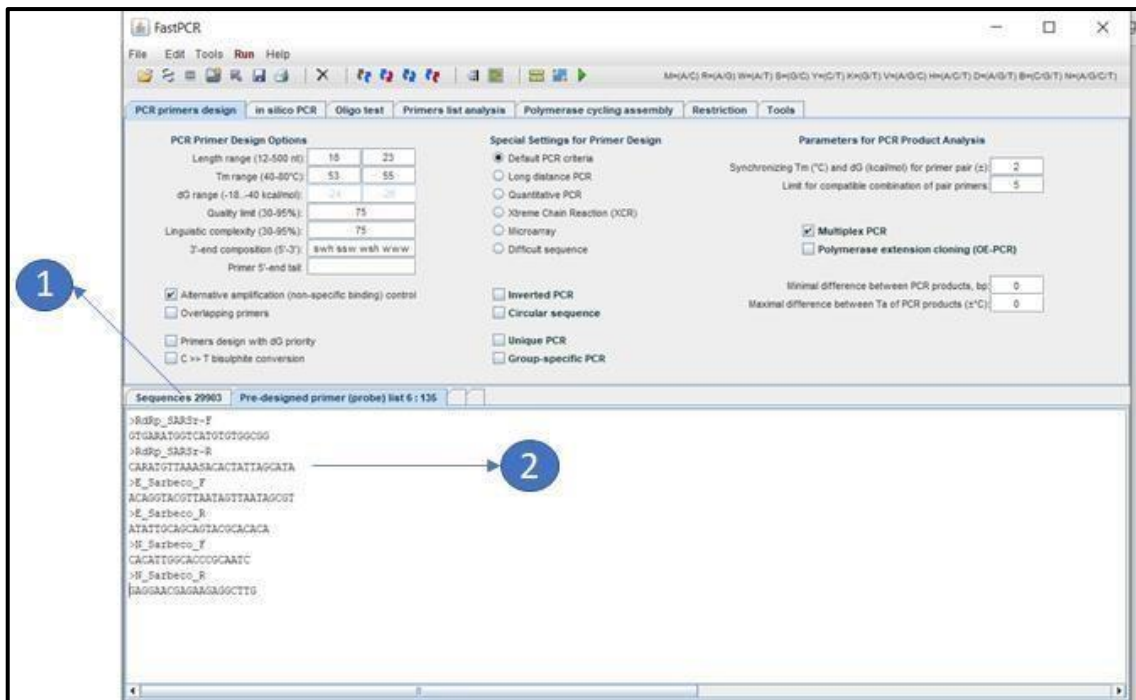 FastPCR
File Edit Tools Run Help
M=(A/C) R=(A/G) W=(A/T) S=(G/C) Y=(C/T) K=(G/T) V=(A/G/C) H=(A/C/T) D=(A/G/T) B=(C/G/T) N=(A/G/C/T)
PCR primers design in silico PCR Oligo test Primers list analysis Polymerase cycling assembly Restriction Tools
PCR Primer Design Options Special Settings for Primer Design Parameters for PCR Product Analysis
Length range (12-500 nt): 18 23 Default PCR criteria
Synchronizing Tm (°C) and dG (kcal/mol) for primer pair (±): 2
Tm range (40-80°C): 53 55 Long distance PCR
Limit for compatible combination of pair primers: 5
dG range (-18..-40 kcal/mol): Quantitative PCR
Quality limit (30-95%): 75 Xtreme Chain Reaction (XCR)
Linguistic complexity (30-95%): 75 Microarray Multiplex PCR
3'-end composition (5'-3'): swh ssw wsh www Difficult sequence Polymerase extension cloning (OE-PCR)
Primer 5'-end tail:
1
Alternative amplification (non-specific binding) control Inverted PCR Minimal difference between PCR products, bp: 0
Overlapping primers Circular sequence Maximal difference between Ta of PCR products (±°C): 0
Primers design with dG priority Unique PCR
C >> T bisulphite conversion Group-specific PCR
Sequences 29903 Pre-designed primer (probe) list 6 : 135
>RdRp_SARSr-F
GTGARATGGTCATGTGTGGCGG
>RdRp_SARSr-R
CARATGTTAAASACACTATTAGCATA 2
>E_Sarbeco_F
ACAGGTACGTTAATAGTTAATAGCGT
>E_Sarbeco_R
ATATTGCAGCAGTACGCACACA
>N_Sarbeco_F
CACATTGGCACCCGCAATC
>N_Sarbeco_R
GAGGAACGAGAAGAGGCTTG